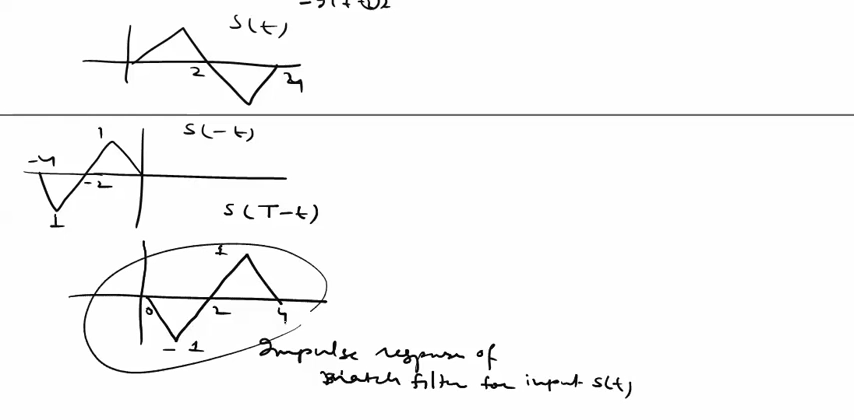 s(t)
2
4
s(-t)
1
-4
-2
1
s(T-t)
1
0
2
4
-1
Impulse response of
Match filter for input s(t)